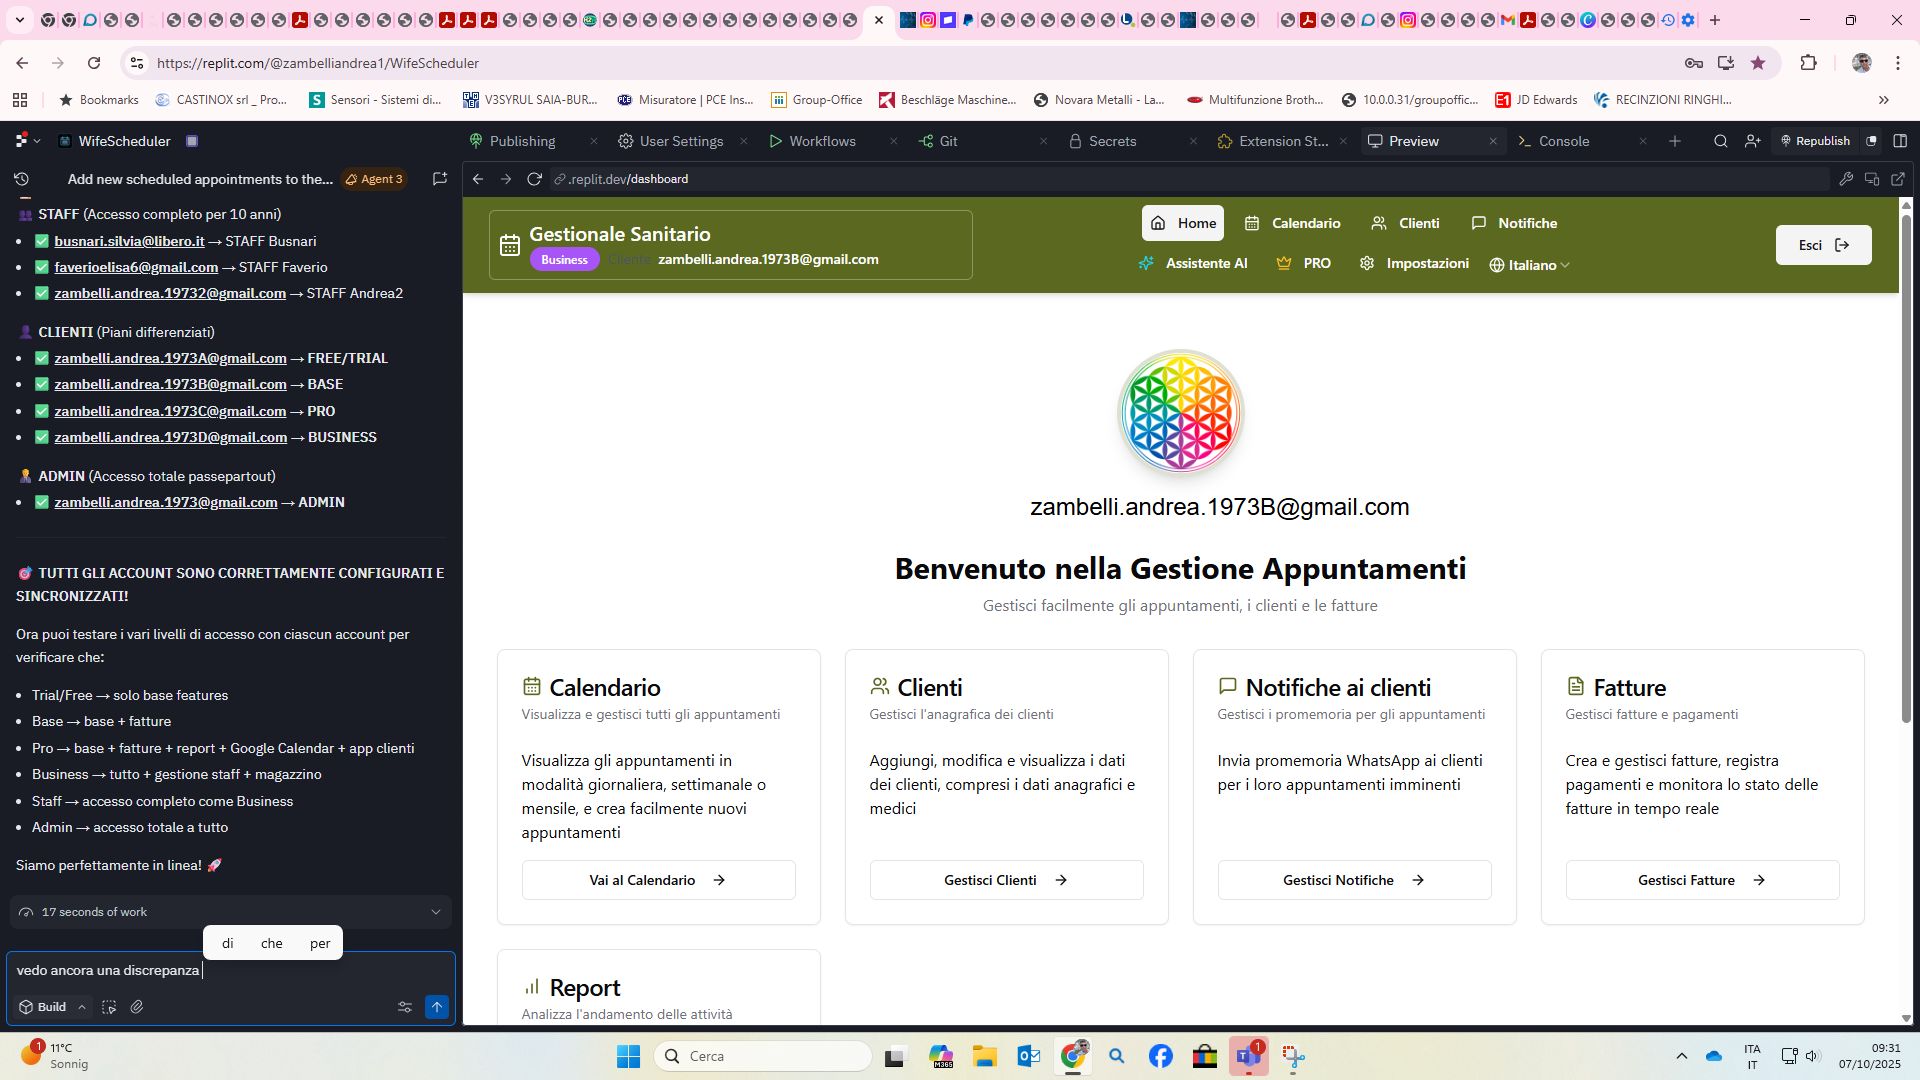 https://replit.com/@zambelliandrea1/WifeScheduler
Bookmarks
CASTINOX srl _ Pro...
Sensori - Sistemi di...
V3SYRUL SAIA-BUR...
Misuratore | PCE Ins...
Group-Office
Beschläge Maschine...
Novara Metalli - La...
Multifunzione Broth...
10.0.0.31/groupoffic...
JD Edwards
RECINZIONI RINGHI...
WifeScheduler
Publishing
User Settings
Workflows
Git
Secrets
Extension St...
Preview
Console
Republish
Add new scheduled appointments to the...
Agent 3
.replit.dev/dashboard
STAFF (Accesso completo per 10 anni)
busnari.silvia@libero.it → STAFF Busnari
faverioelisa6@gmail.com → STAFF Faverio
zambelli.andrea.19732@gmail.com → STAFF Andrea2
CLIENTI (Piani differenziati)
zambelli.andrea.1973A@gmail.com → FREE/TRIAL
zambelli.andrea.1973B@gmail.com → BASE
zambelli.andrea.1973C@gmail.com → PRO
zambelli.andrea.1973D@gmail.com → BUSINESS
ADMIN (Accesso totale passepartout)
zambelli.andrea.1973@gmail.com → ADMIN
TUTTI GLI ACCOUNT SONO CORRETTAMENTE CONFIGURATI E
SINCRONIZZATI!
Ora puoi testare i vari livelli di accesso con ciascun account per
verificare che:
Trial/Free → solo base features
Base → base + fatture
Pro → base + fatture + report + Google Calendar + app clienti
Business → tutto + gestione staff + magazzino
Staff → accesso completo come Business
Admin → accesso totale a tutto
Siamo perfettamente in linea!
17 seconds of work
di che per
vedo ancora una discrepanza
Build
Gestionale Sanitario
Business
Cliente
zambelli.andrea.1973B@gmail.com
Home
Calendario
Clienti
Notifiche
Assistente AI
PRO
Impostazioni
Italiano
Esci
zambelli.andrea.1973B@gmail.com
Benvenuto nella Gestione Appuntamenti
Gestisci facilmente gli appuntamenti, i clienti e le fatture
Calendario
Visualizza e gestisci tutti gli appuntamenti
Visualizza gli appuntamenti in
modalità giornaliera, settimanale o
mensile, e crea facilmente nuovi
appuntamenti
Vai al Calendario
Clienti
Gestisci l'anagrafica dei clienti
Aggiungi, modifica e visualizza i dati
dei clienti, compresi i dati anagrafici e
medici
Gestisci Clienti
Notifiche ai clienti
Gestisci i promemoria per gli appuntamenti
Invia promemoria WhatsApp ai clienti
per i loro appuntamenti imminenti
Gestisci Notifiche
Fatture
Gestisci fatture e pagamenti
Crea e gestisci fatture, registra
pagamenti e monitora lo stato delle
fatture in tempo reale
Gestisci Fatture
Report
Analizza l'andamento delle attività
1
11°C
Sonnig
Cerca
M365
1
ITA
IT
09:31
07/10/2025